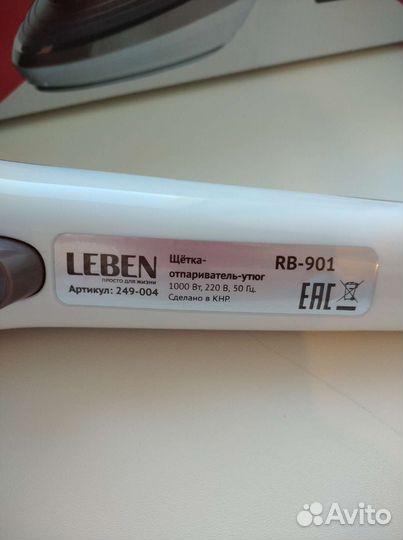 LEBEN
ПРОСТО ДЛЯ ЖИЗНИ
Артикул: 249-004
Щётка-
отпариватель-утюг
1000 Вт, 220 В, 50 Гц.
Сделано в КНР.
RB-901
EAC
Avito